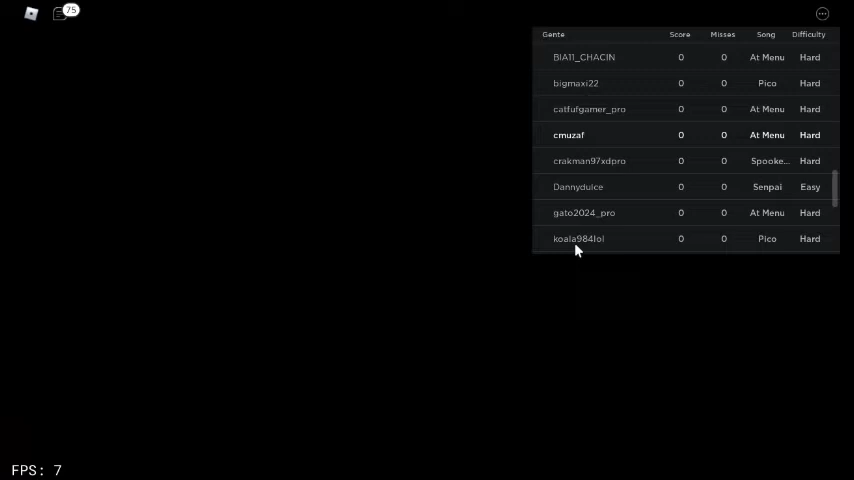 75
Gente Score Misses Song Difficulty
BIA11_CHACIN 0 0 At Menu Hard
bigmaxi22 0 0 Pico Hard
catfufgamer_pro 0 0 At Menu Hard
cmuzaf 0 0 At Menu Hard
crakman97xdpro 0 0 Spooke... Hard
Dannydulce 0 0 Senpai Easy
gato2024_pro 0 0 At Menu Hard
koala984lol 0 0 Pico Hard
FPS: 7